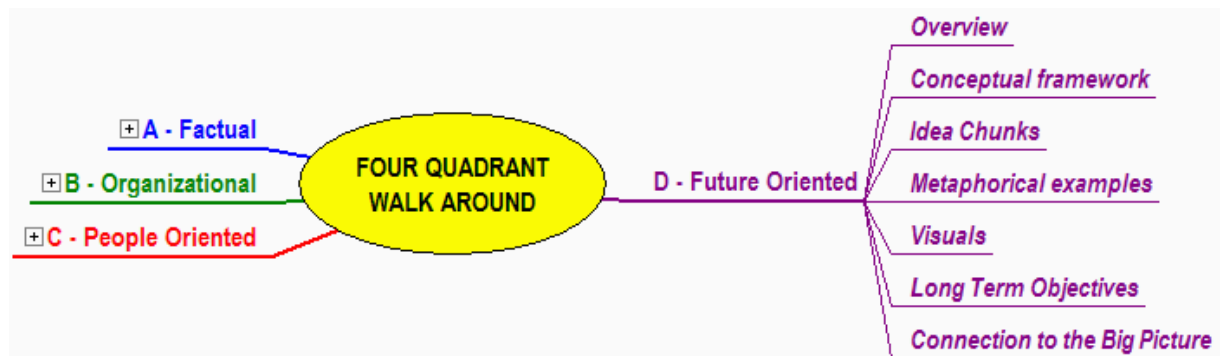 A - Factual
B - Organizational
C - People Oriented
FOUR QUADRANT
WALK AROUND
D - Future Oriented
Overview
Conceptual framework
Idea Chunks
Metaphorical examples
Visuals
Long Term Objectives
Connection to the Big Picture